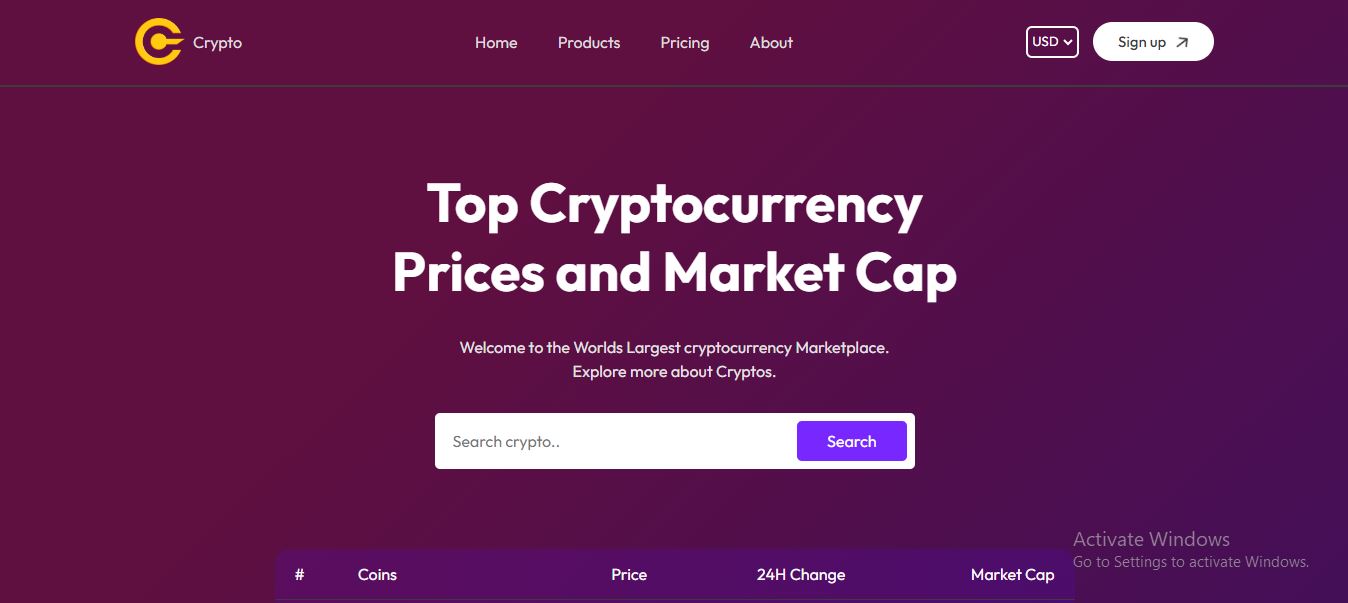 Crypto
Home Products Pricing About
USD
Sign up
Top Cryptocurrency
Prices and Market Cap
Welcome to the Worlds Largest cryptocurrency Marketplace.
Explore more about Cryptos.
Search crypto..
Search
# Coins Price 24H Change Market Cap
Activate Windows
Go to Settings to activate Windows.